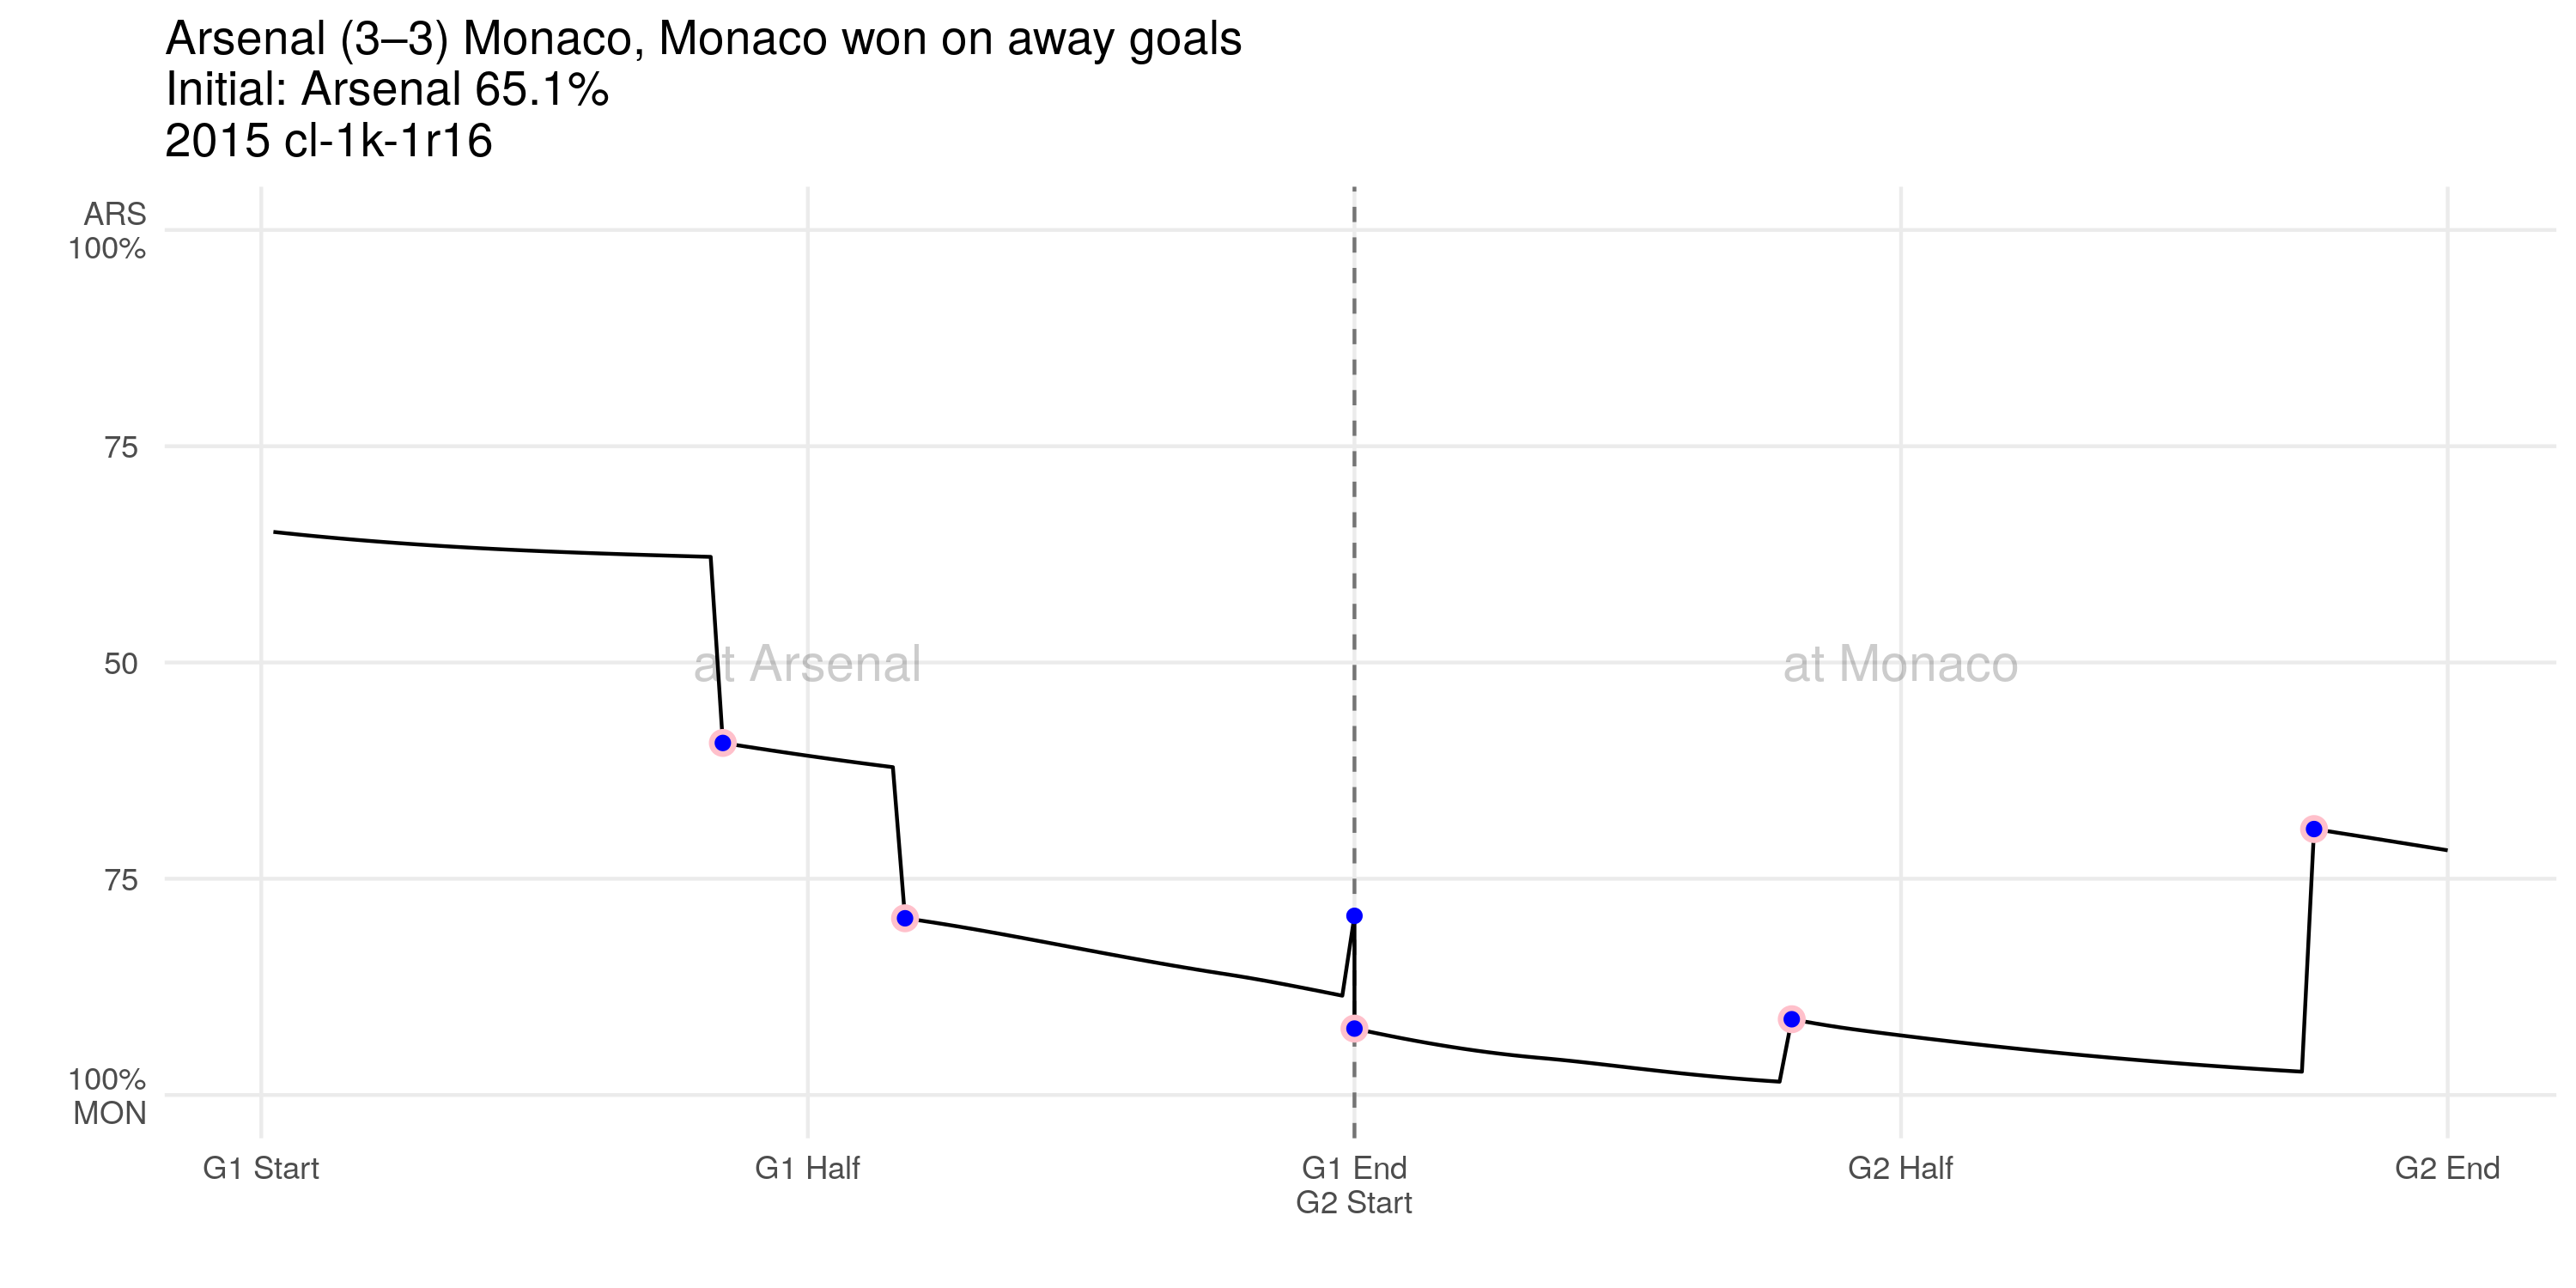 Arsenal (3–3) Monaco, Monaco won on away goals
Initial: Arsenal 65.1%
2015 cl-1k-1r16
ARS
100%
75
50
75
100%
MON
at Arsenal
at Monaco
G1 Start
G1 Half
G1 End
G2 Start
G2 Half
G2 End